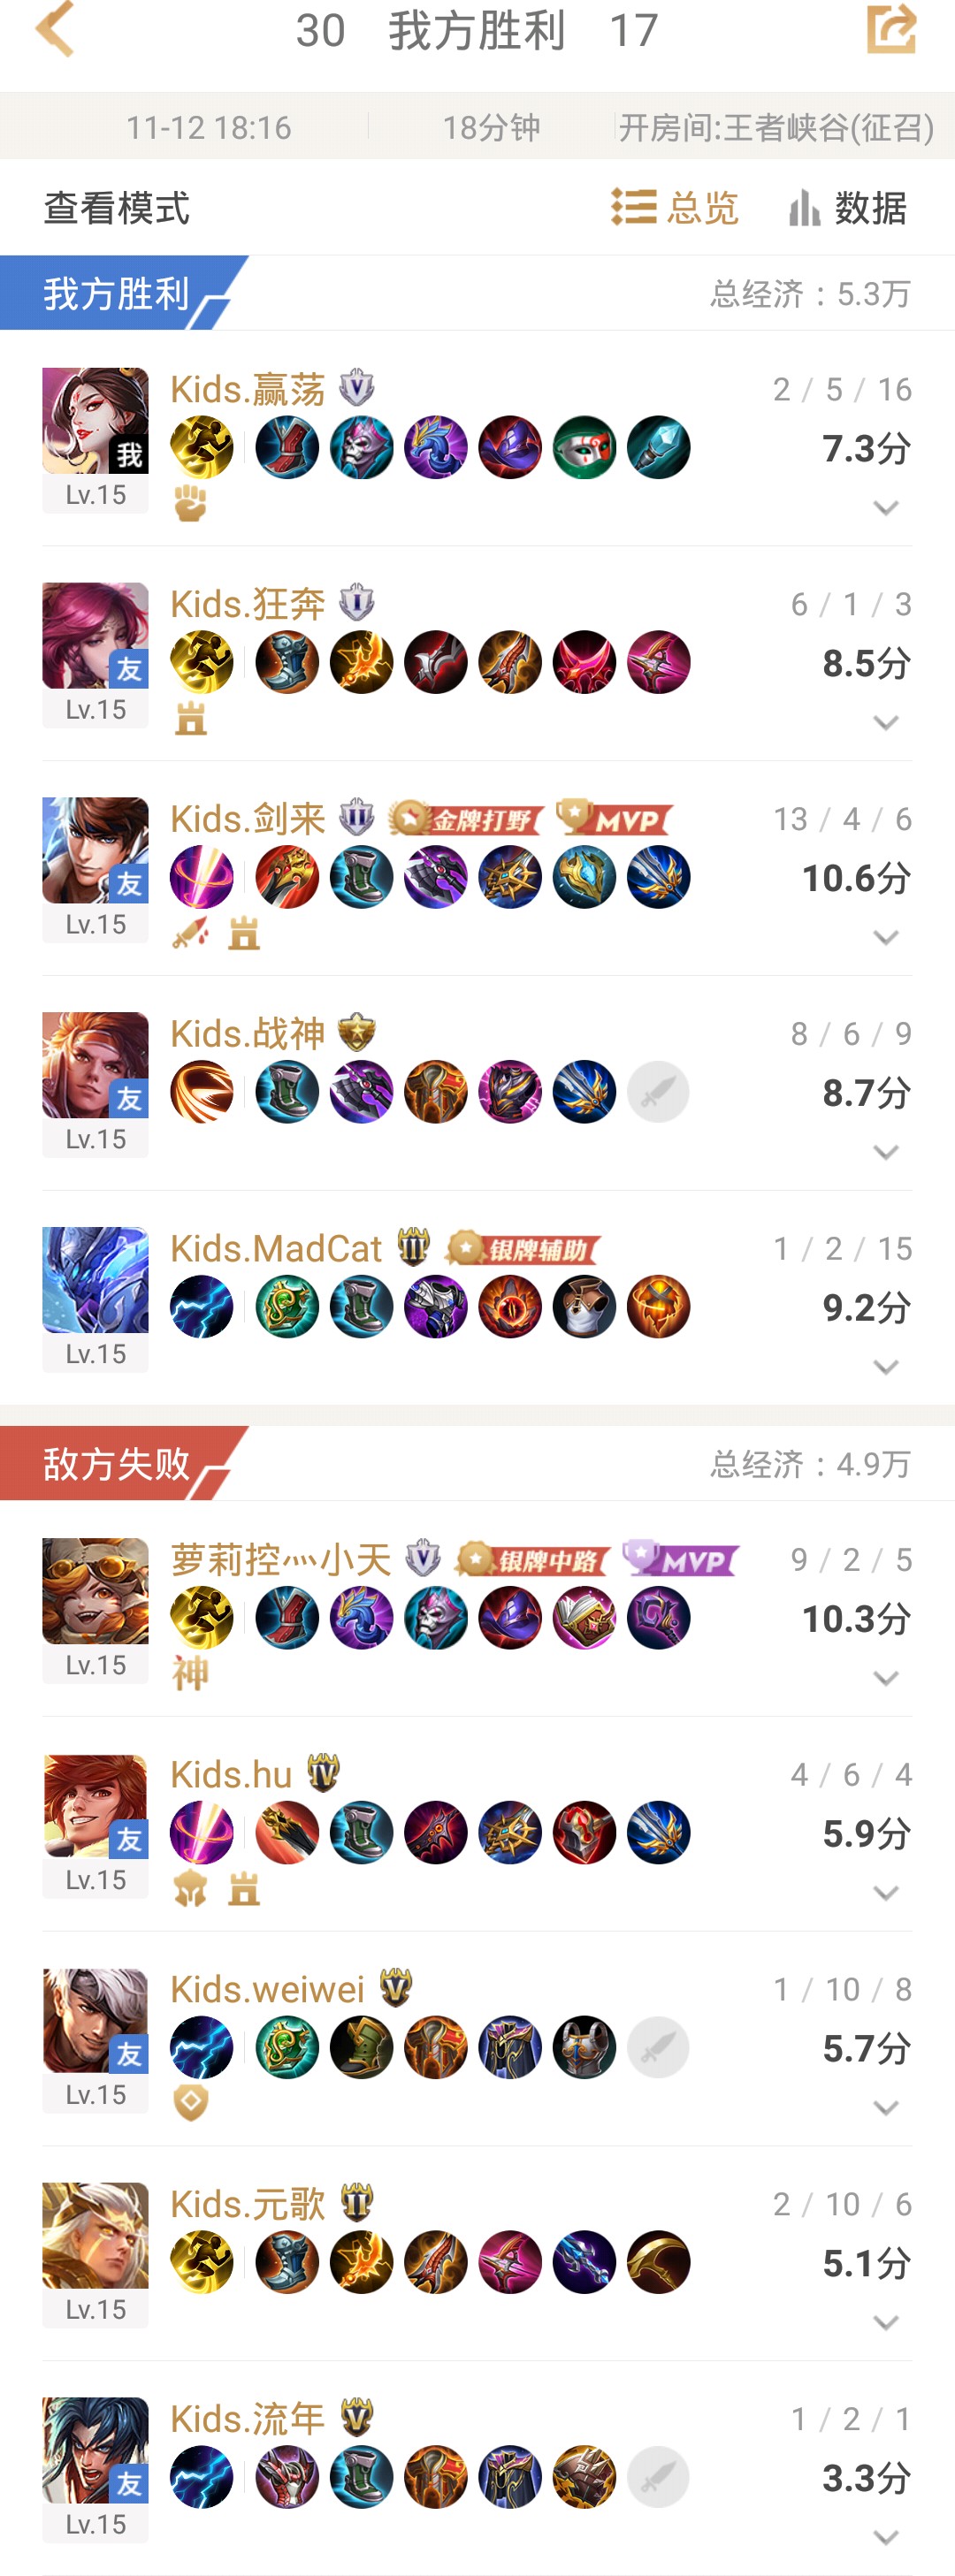 30 我方胜利 17
11-12 18:16 18分钟 开房间:王者峡谷(征召)
查看模式 总览 数据
我方胜利 总经济：5.3万
Kids.赢荡 V 2 / 5 / 16
我 7.3分
Lv.15
Kids.狂奔 I 6 / 1 / 3
友 8.5分
Lv.15
Kids.剑来 II 金牌打野 MVP 13 / 4 / 6
友 10.6分
Lv.15
Kids.战神 8 / 6 / 9
友 8.7分
Lv.15
Kids.MadCat III 银牌辅助 1 / 2 / 15
9.2分
Lv.15
敌方失败 总经济：4.9万
萝莉控灬小天 V 银牌中路 MVP 9 / 2 / 5
10.3分
Lv.15
神
Kids.hu IV 4 / 6 / 4
友 5.9分
Lv.15
Kids.weiwei V 1 / 10 / 8
友 5.7分
Lv.15
Kids.元歌 II 2 / 10 / 6
5.1分
Lv.15
Kids.流年 V 1 / 2 / 1
友 3.3分
Lv.15